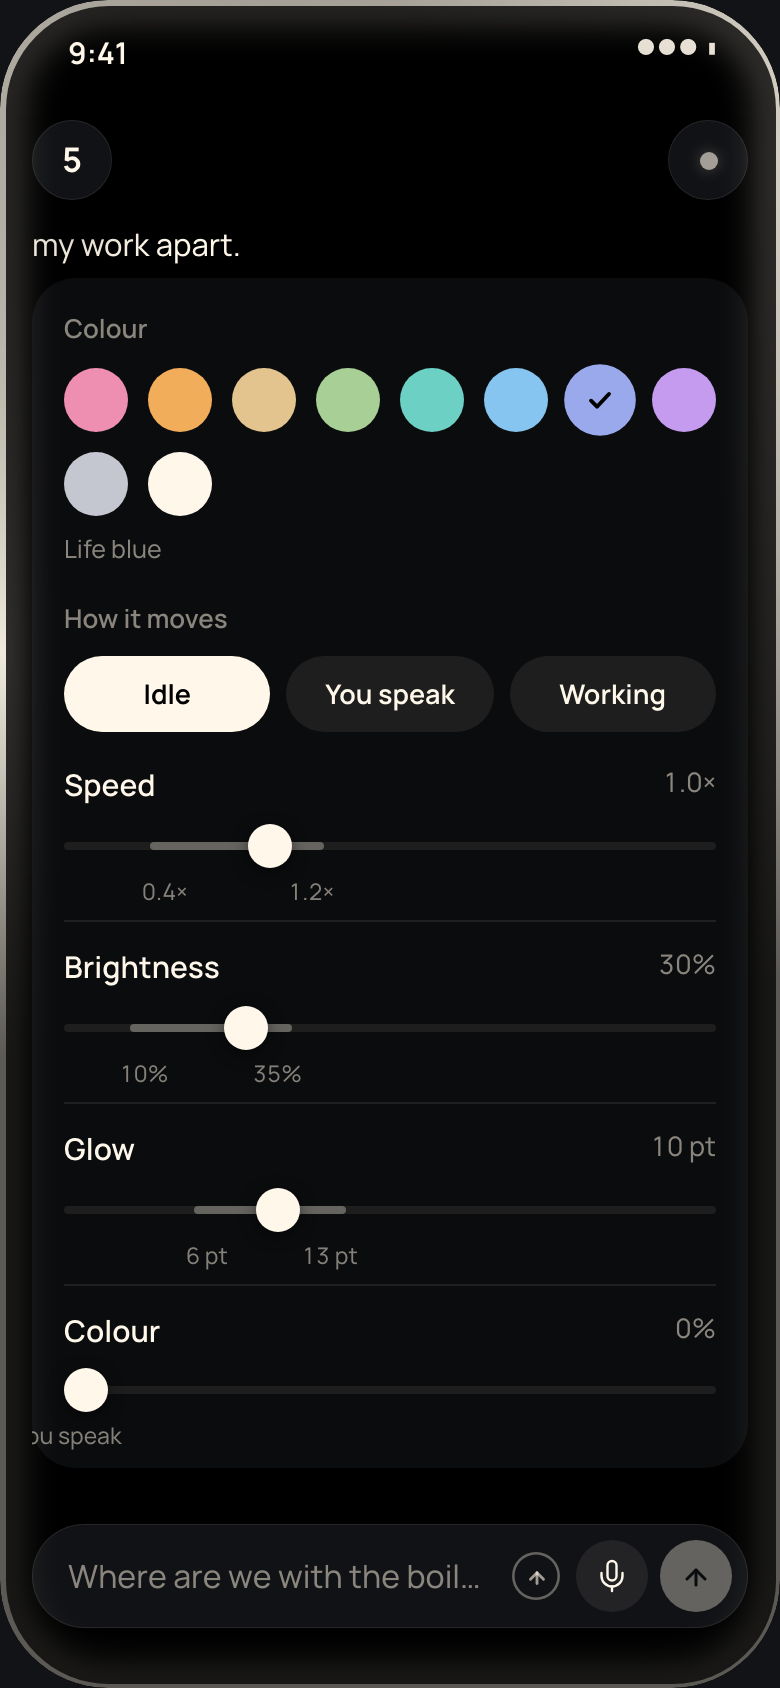 9:41
5
my work apart.
Colour
Life blue
How it moves
Idle You speak Working
Speed 1.0×
0.4× 1.2×
Brightness 30%
10% 35%
Glow 10 pt
6 pt 13 pt
Colour 0%
ou speak
Where are we with the boil...